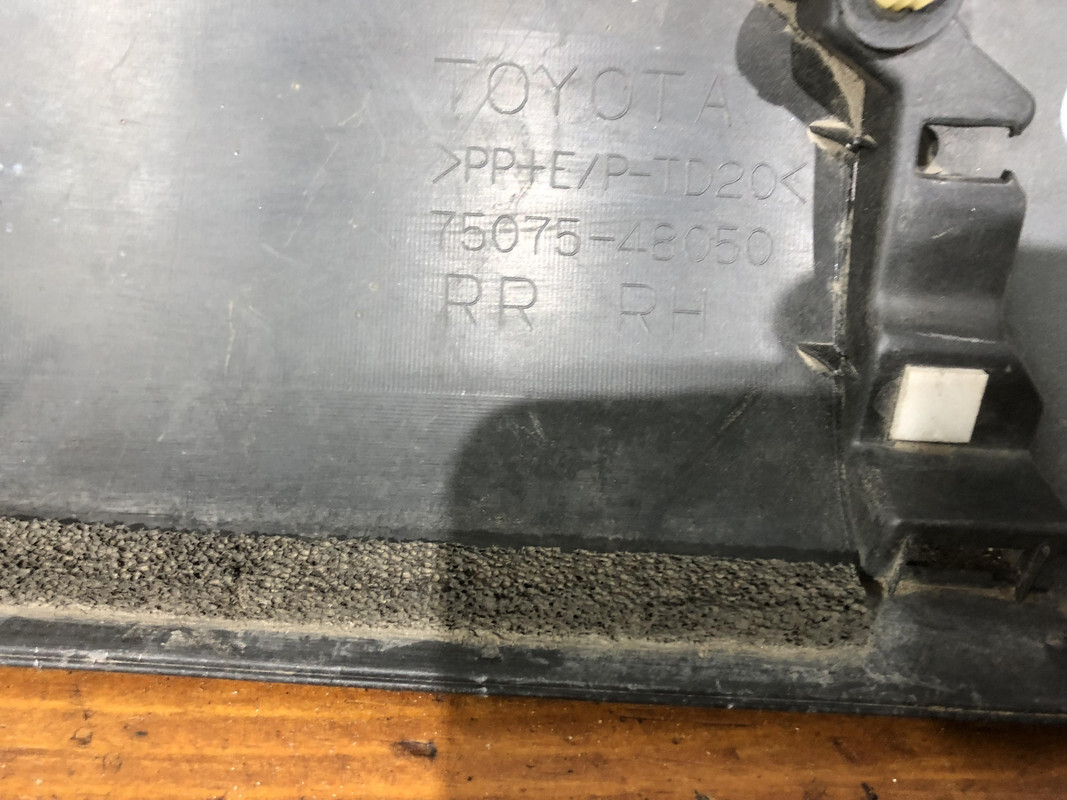 TOYOTA
>PP+E/P-TD20<
75075-48050
RR RH